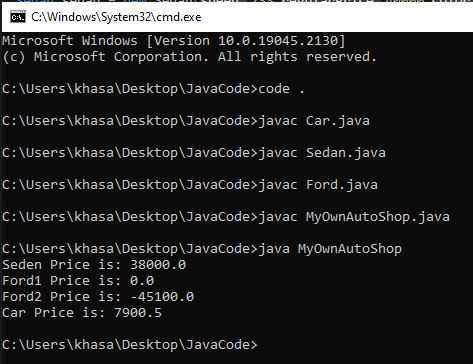 C:\Windows\System32\cmd.exe
Microsoft Windows [Version 10.0.19045.2130]
(c) Microsoft Corporation. All rights reserved.
C:\Users\khasa\Desktop\JavaCode>code .
C:\Users\khasa\Desktop\JavaCode>javac Car.java
C:\Users\khasa\Desktop\JavaCode>javac Sedan.java
C:\Users\khasa\Desktop\JavaCode>javac Ford.java
C:\Users\khasa\Desktop\JavaCode>javac MyOwnAutoShop.java
C:\Users\khasa\Desktop\JavaCode>java MyOwnAutoShop
Seden Price is: 38000.0
Ford1 Price is: 0.0
Ford2 Price is: -45100.0
Car Price is: 7900.5
C:\Users\khasa\Desktop\JavaCode>